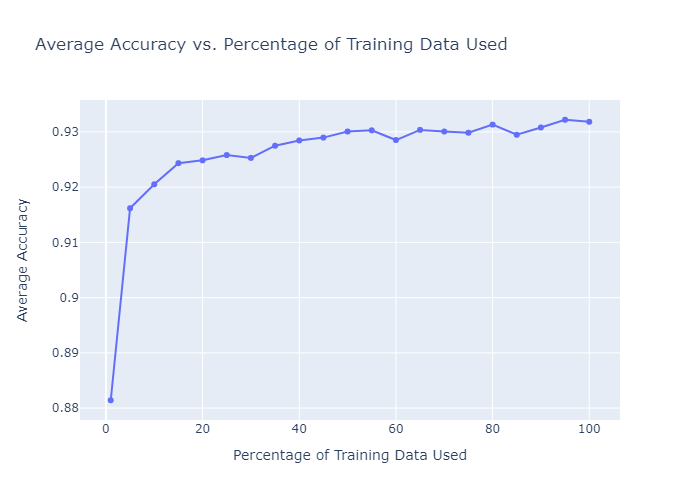 Average Accuracy vs. Percentage of Training Data Used
0.93
0.92
0.91
0.9
0.89
0.88
Average Accuracy
0 20 40 60 80 100
Percentage of Training Data Used